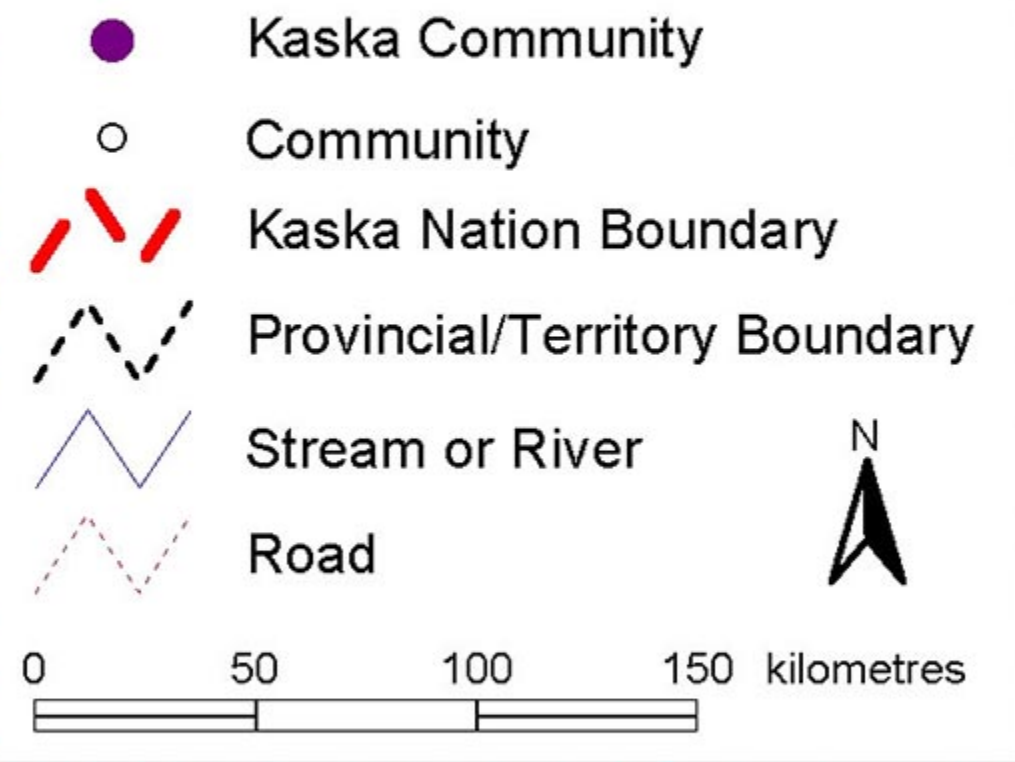 Kaska Community
Community
Kaska Nation Boundary
Provincial/Territory Boundary
Stream or River
N
Road
0 50 100 150 kilometres